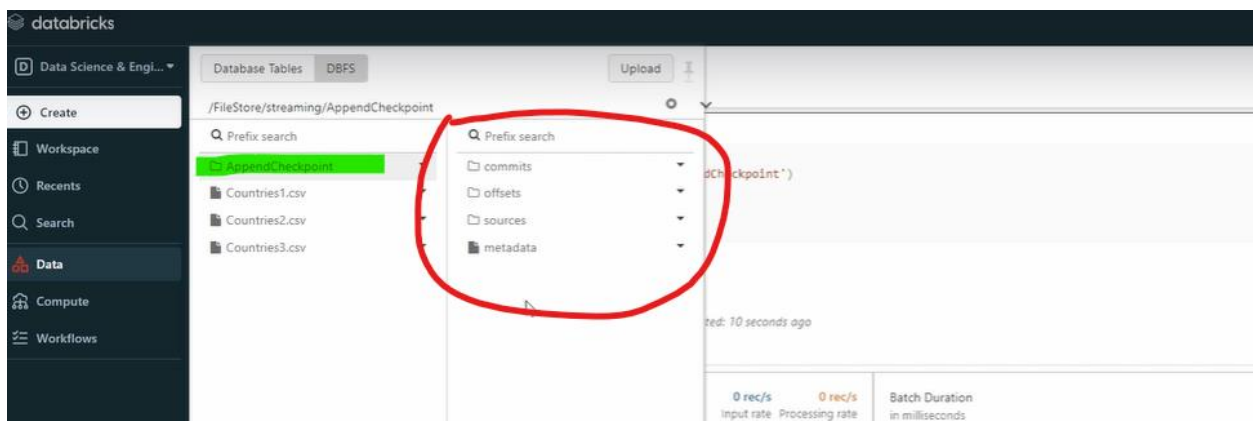 databricks
D Data Science & Engi...
Create
Workspace
Recents
Search
Data
Compute
Workflows
Database Tables DBFS Upload
/FileStore/streaming/AppendCheckpoint
Prefix search
AppendCheckpoint
Countries1.csv
Countries2.csv
Countries3.csv
Prefix search
commits
offsets
sources
metadata
ckpoint')
ted: 10 seconds ago
0 rec/s 0 rec/s
Input rate Processing rate
Batch Duration
in milliseconds